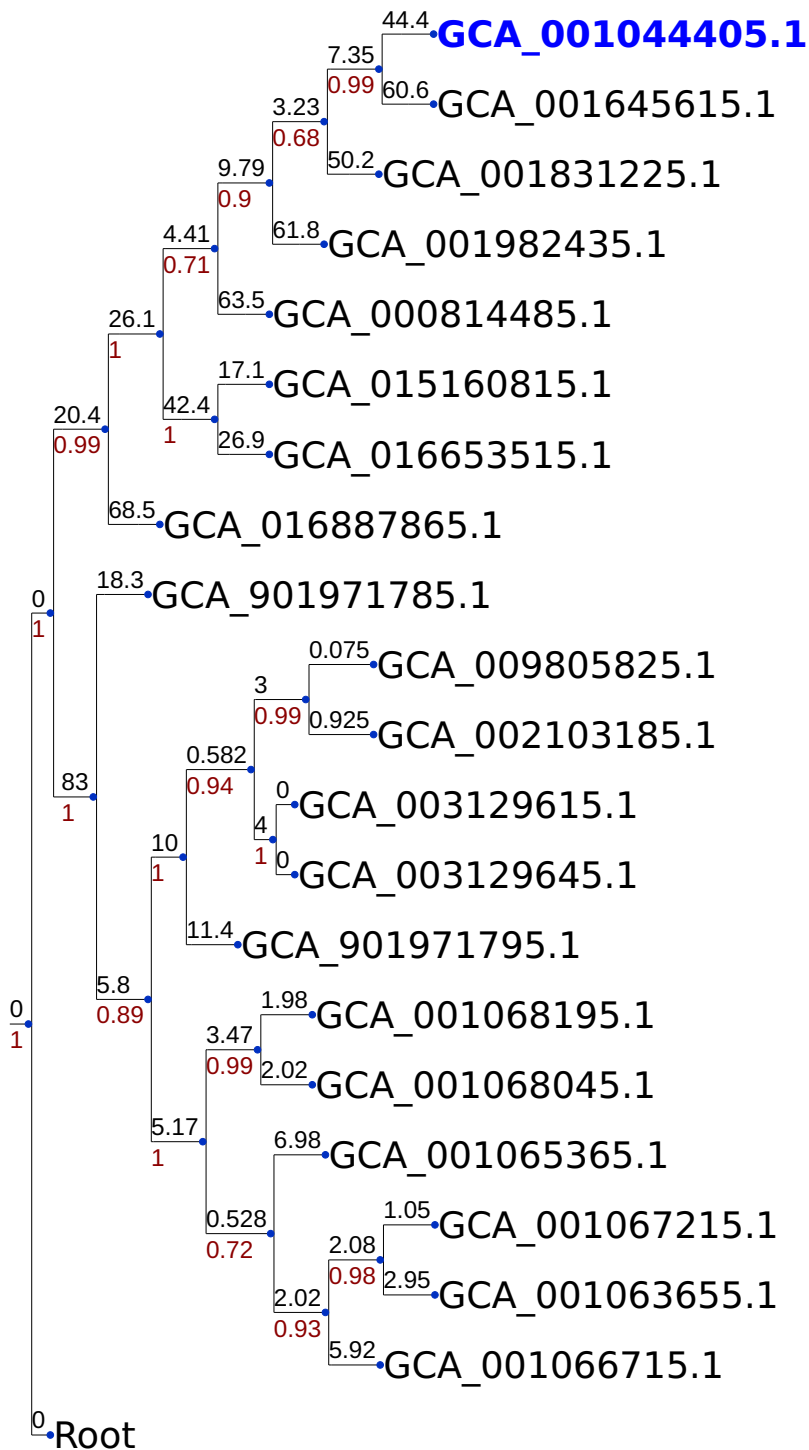 44.4
GCA_001044405.1
7.35
0.99
60.6
GCA_001645615.1
3.23
0.68
50.2
GCA_001831225.1
9.79
0.9
61.8
GCA_001982435.1
4.41
0.71
63.5
GCA_000814485.1
26.1
1
17.1
GCA_015160815.1
42.4
1
26.9
GCA_016653515.1
20.4
0.99
68.5
GCA_016887865.1
0
1
18.3
GCA_901971785.1
0.075
GCA_009805825.1
3
0.99
0.925
GCA_002103185.1
0.582
0.94
0
GCA_003129615.1
4
1
0
GCA_003129645.1
83
1
10
1
11.4
GCA_901971795.1
5.8
0.89
1.98
GCA_001068195.1
3.47
0.99
2.02
GCA_001068045.1
0
1
5.17
1
6.98
GCA_001065365.1
0.528
0.72
1.05
GCA_001067215.1
2.08
0.98
2.95
GCA_001063655.1
2.02
0.93
5.92
GCA_001066715.1
0
Root